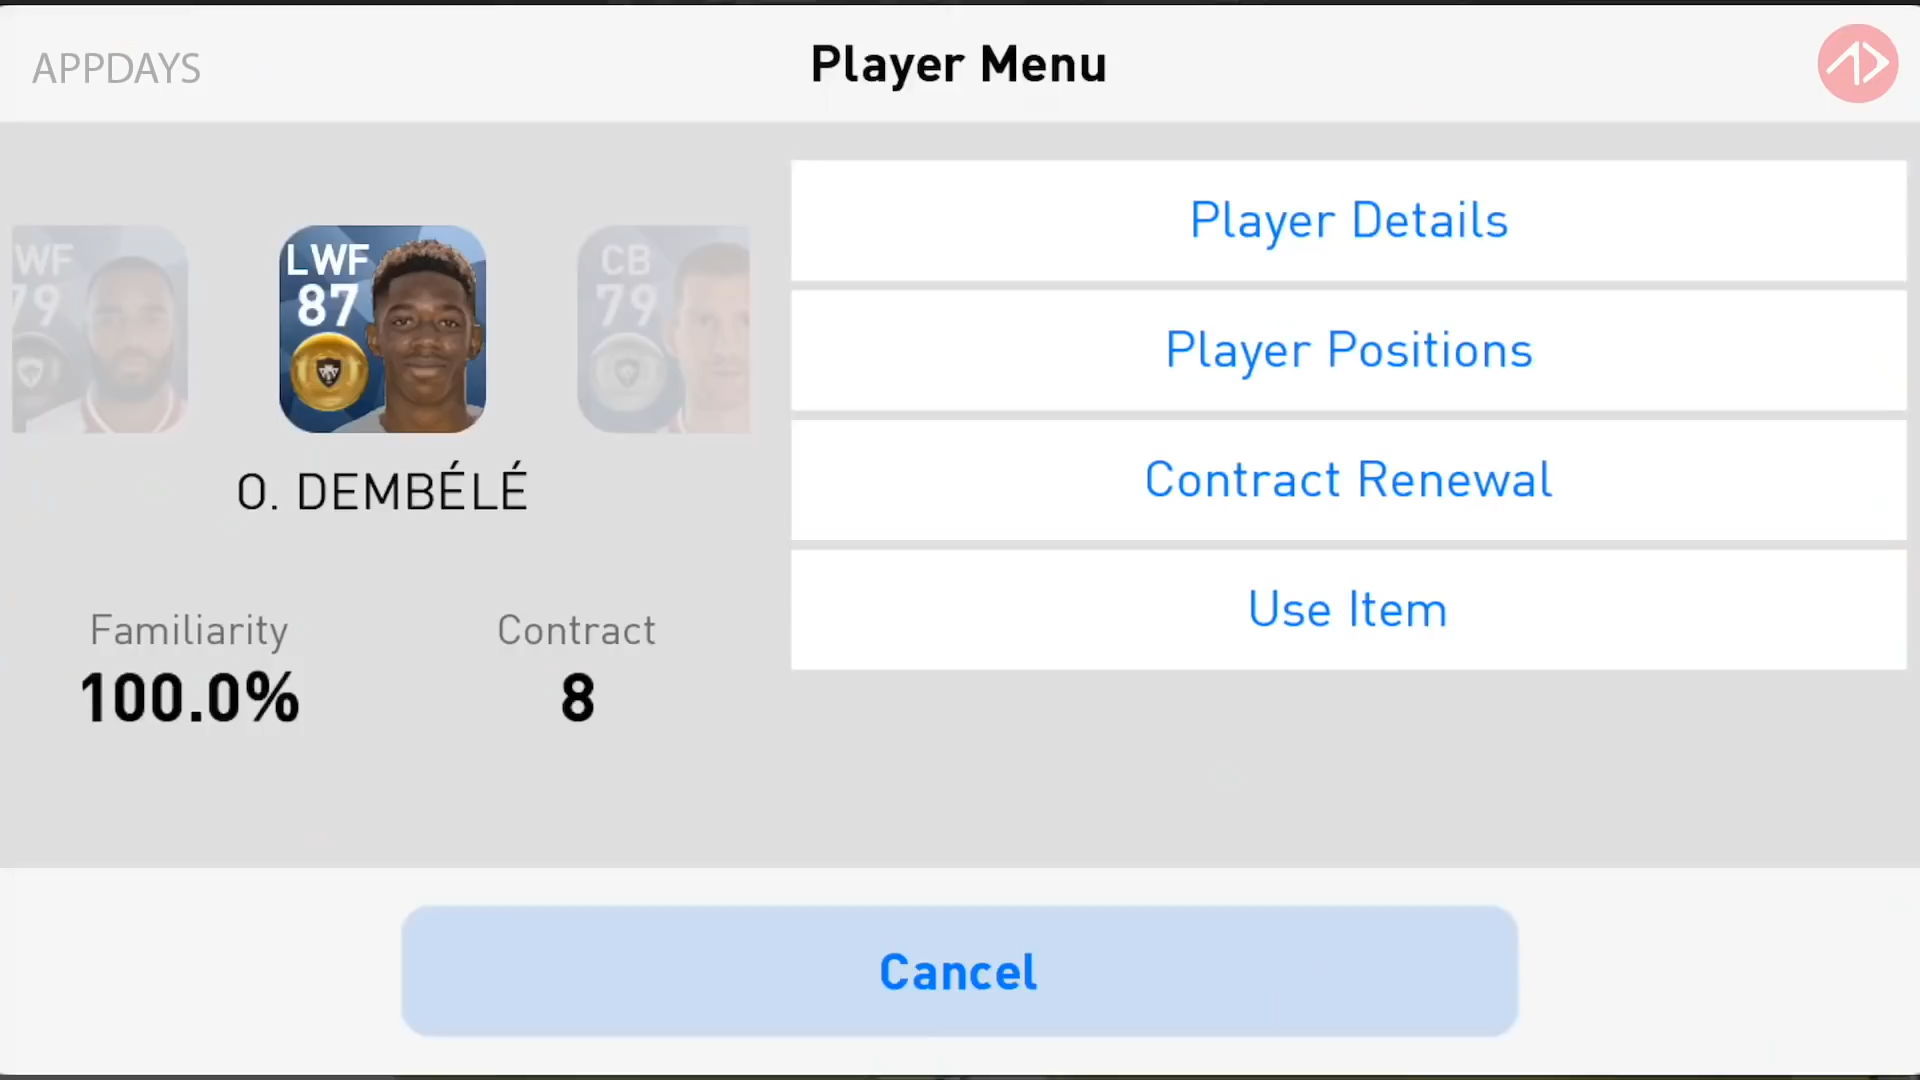 APPDAYS
Player Menu
WF
79
LWF
87
CB
79
O. DEMBÉLÉ
Familiarity
100.0%
Contract
8
Player Details
Player Positions
Contract Renewal
Use Item
Cancel